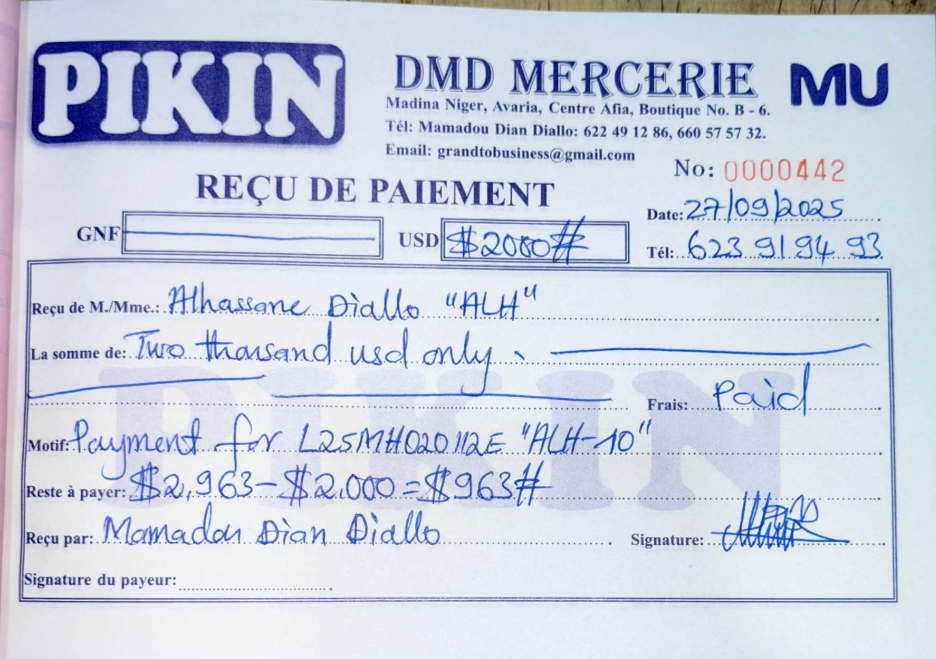 PIKIN
DMD MERCERIE
MU
Madina Niger, Avaria, Centre Afia, Boutique No. B - 6.
Tél: Mamadou Dian Diallo: 622 49 12 86, 660 57 57 32.
Email: grandtobusiness@gmail.com
No: 0000442
REÇU DE PAIEMENT
Date: 27/09/2025
GNF
USD $2000#
Tél: 623 91 94 93
Reçu de M./Mme.: Alhassane Diallo "ALH"
La somme de: Two thousand usd only
Frais: Paid
Motif: Payment for L25MH020112E "ALH-10"
Reste à payer: $2,963-$2,000=$963#
Reçu par: Mamadou Dian Diallo
Signature:
Signature du payeur:
PIKIN